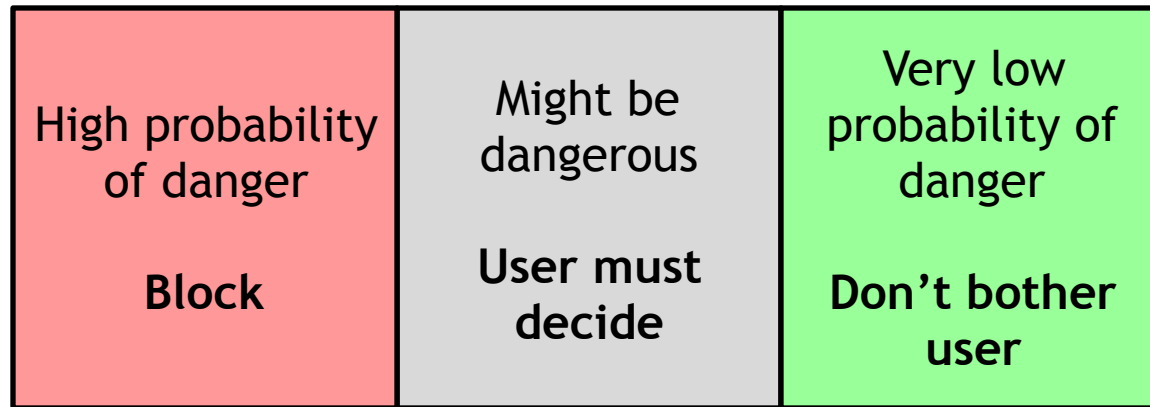 High probability
of danger
Block
Might be
dangerous
User must
decide
Very low
probability of
danger
Don’t bother
user